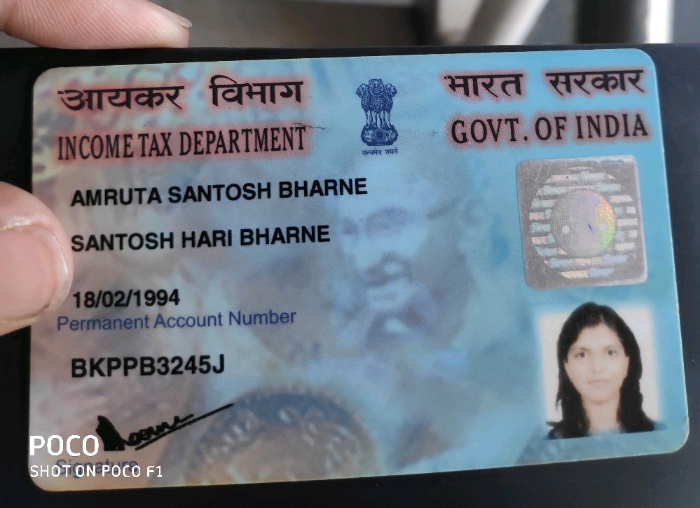 आयकर विभाग
भारत सरकार
INCOME TAX DEPARTMENT
GOVT. OF INDIA
सत्यमेव जयते
AMRUTA SANTOSH BHARNE
SANTOSH HARI BHARNE
18/02/1994
Permanent Account Number
BKPPB3245J
Signature
POCO
SHOT ON POCO F1